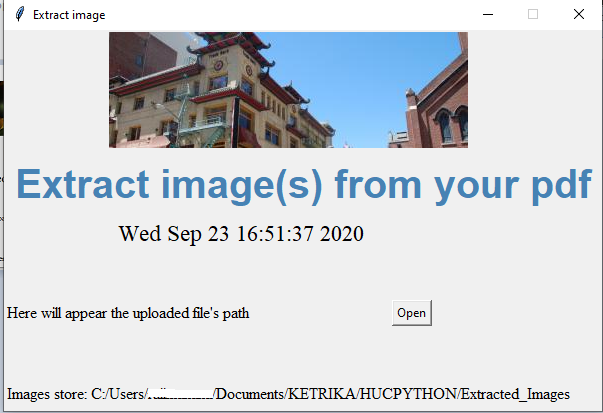 Extract image
Extract image(s) from your pdf
Wed Sep 23 16:51:37 2020
Here will appear the uploaded file's path
Open
Images store: C:/Users/ /Documents/KETRIKA/HUCPYTHON/Extracted_Images